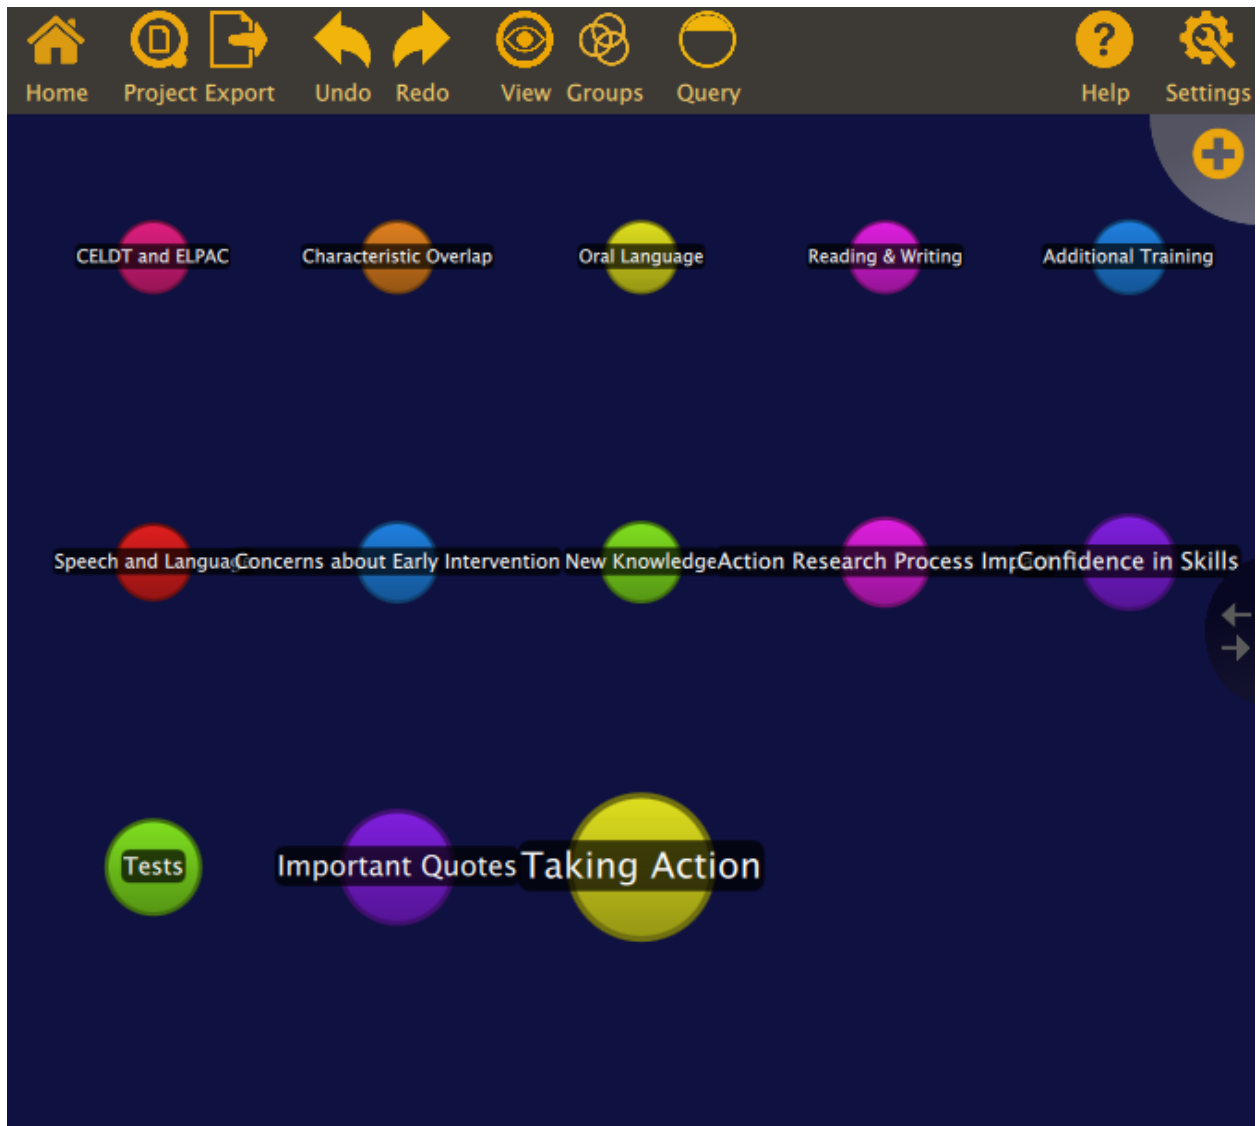 Home Project Export Undo Redo View Groups Query Help Settings
CELDT and ELPAC Characteristic Overlap Oral Language Reading & Writing Additional Training
Speech and Concerns about Early Intervention New Knowledge Action Research Process Confidence in Skills
Tests Important Quotes Taking Action